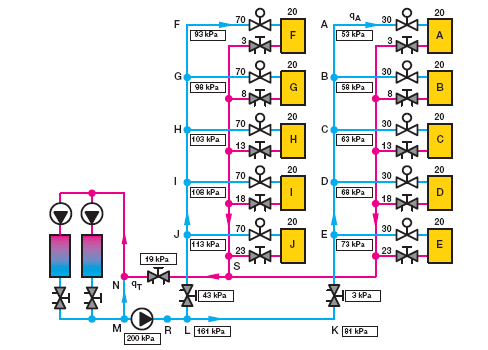 F 70 20 A qA 30 20
93 kPa F 53 kPa A
3 3
G 70 20 B 30 20
98 kPa G 58 kPa B
8 8
H 70 20 C 30 20
103 kPa H 63 kPa C
13 13
I 70 20 D 30 20
108 kPa I 68 kPa D
18 18
J 70 20 E 30 20
113 kPa J 73 kPa E
23 23
19 kPa S
N qT
43 kPa 3 kPa
M R L 161 kPa K 81 kPa
200 kPa